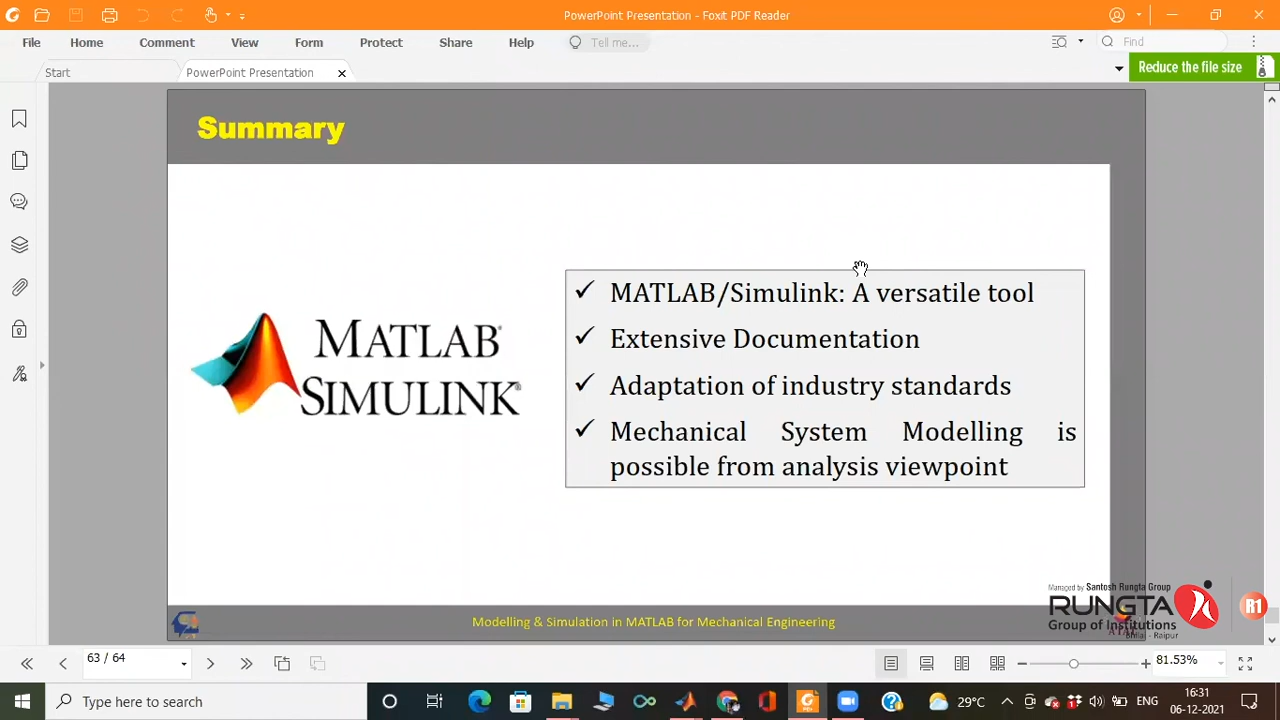 PowerPoint Presentation - Foxit PDF Reader
File Home Comment View Form Protect Share Help Tell me... Find
Start PowerPoint Presentation Reduce the file size
Summary
MATLAB
SIMULINK
✓ MATLAB/Simulink: A versatile tool
✓ Extensive Documentation
✓ Adaptation of industry standards
✓ Mechanical System Modelling is
possible from analysis viewpoint
Managed by Santosh Rungta Group
RUNGTA R1
Group of Institutions
Bhilai - Raipur
Modelling & Simulation in MATLAB for Mechanical Engineering
63 / 64 81.53%
Type here to search 29°C ENG 16:31
06-12-2021